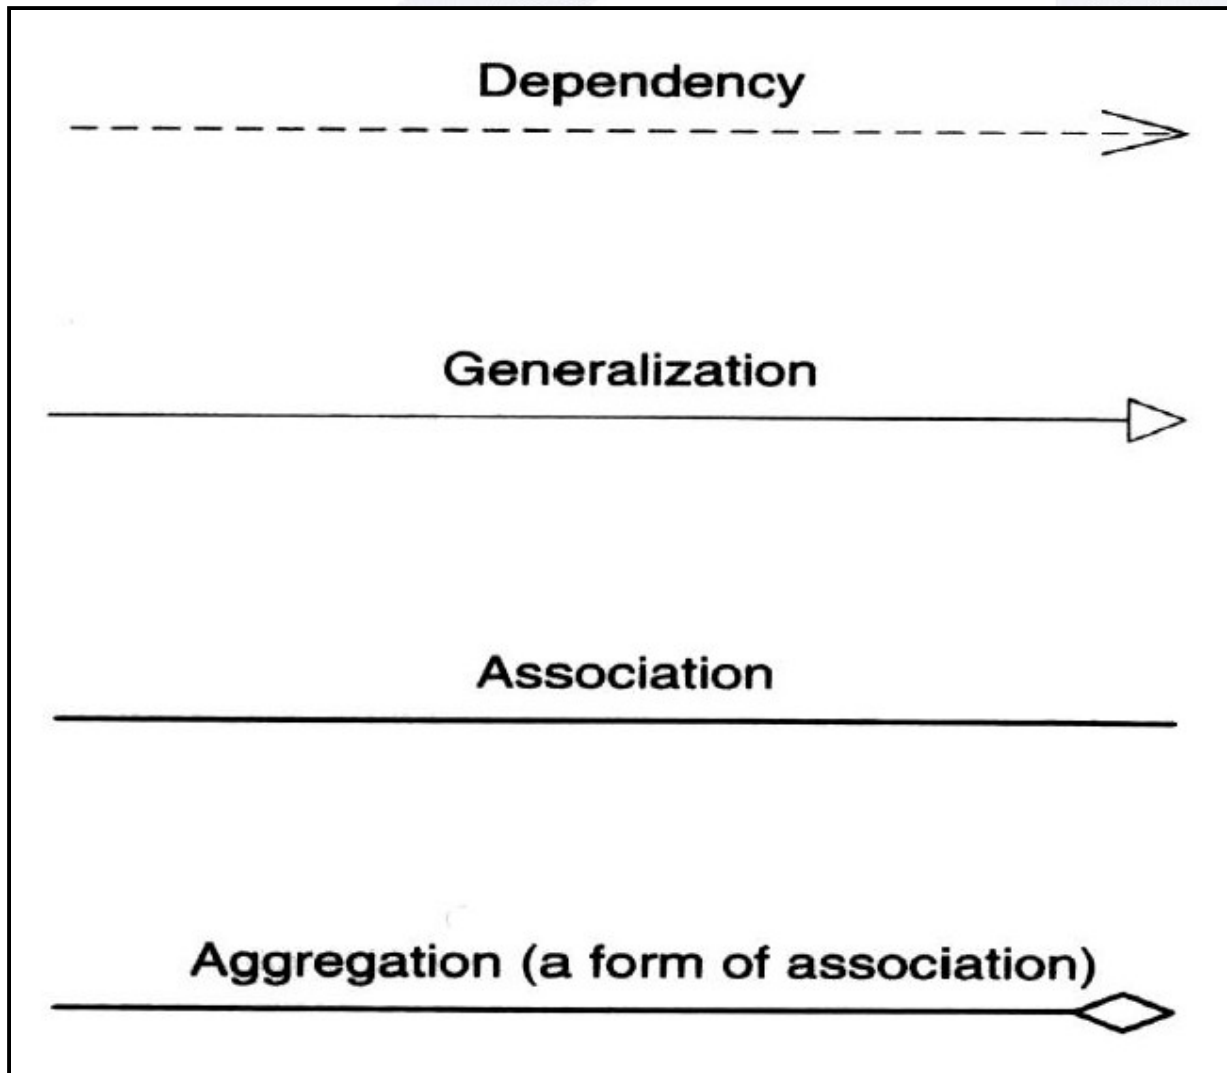 Dependency
Generalization
Association
Aggregation (a form of association)